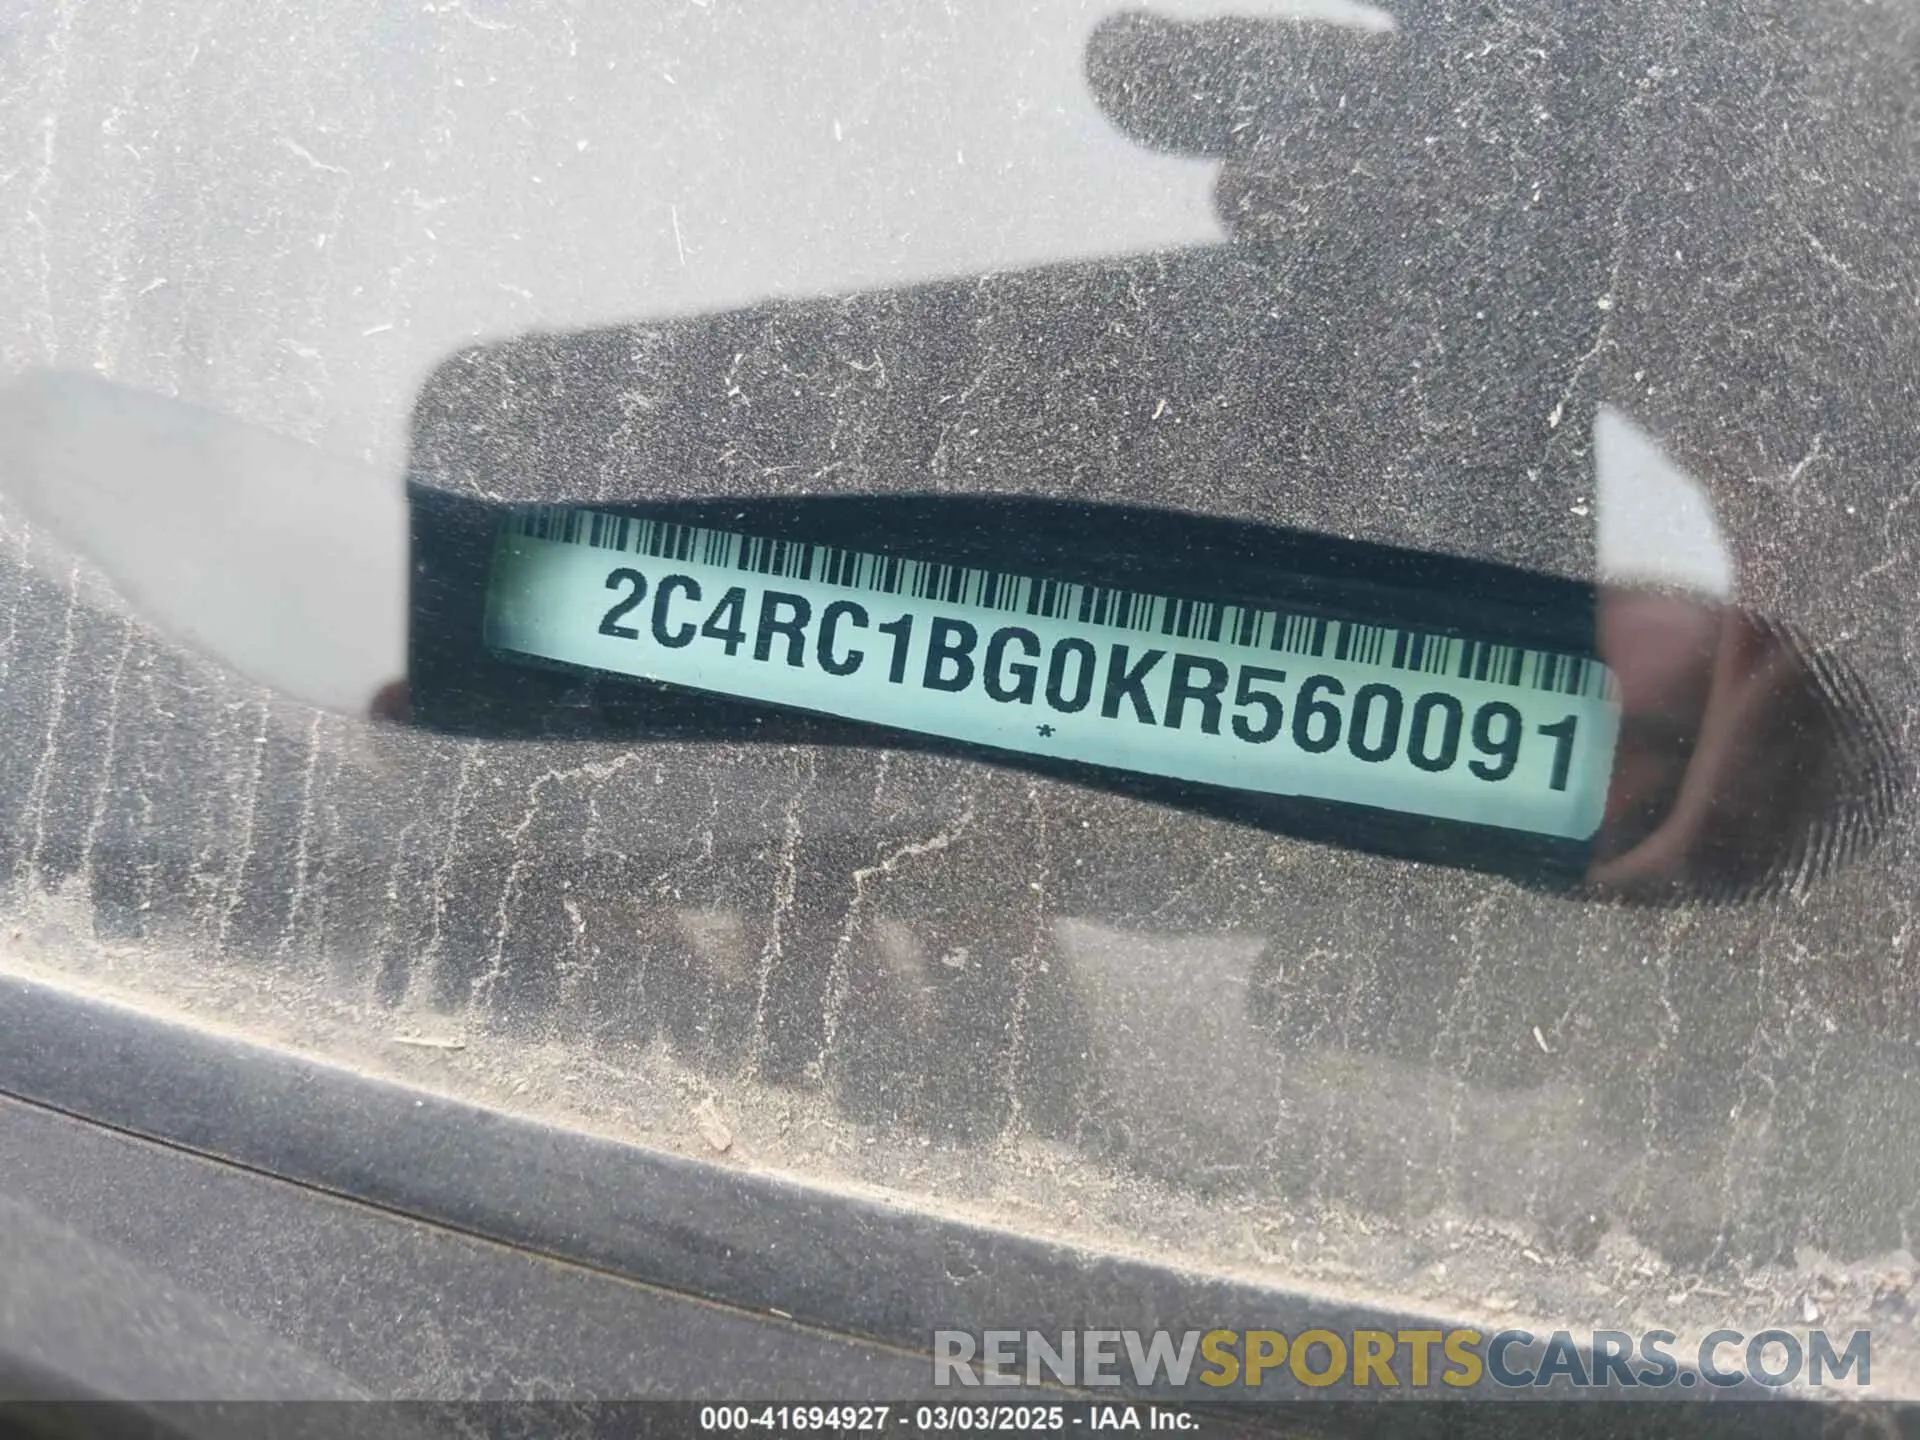 2C4RC1BG0KR560091
*
RENEWSPORTSCARS.COM
000-41694927 - 03/03/2025 - IAA Inc.